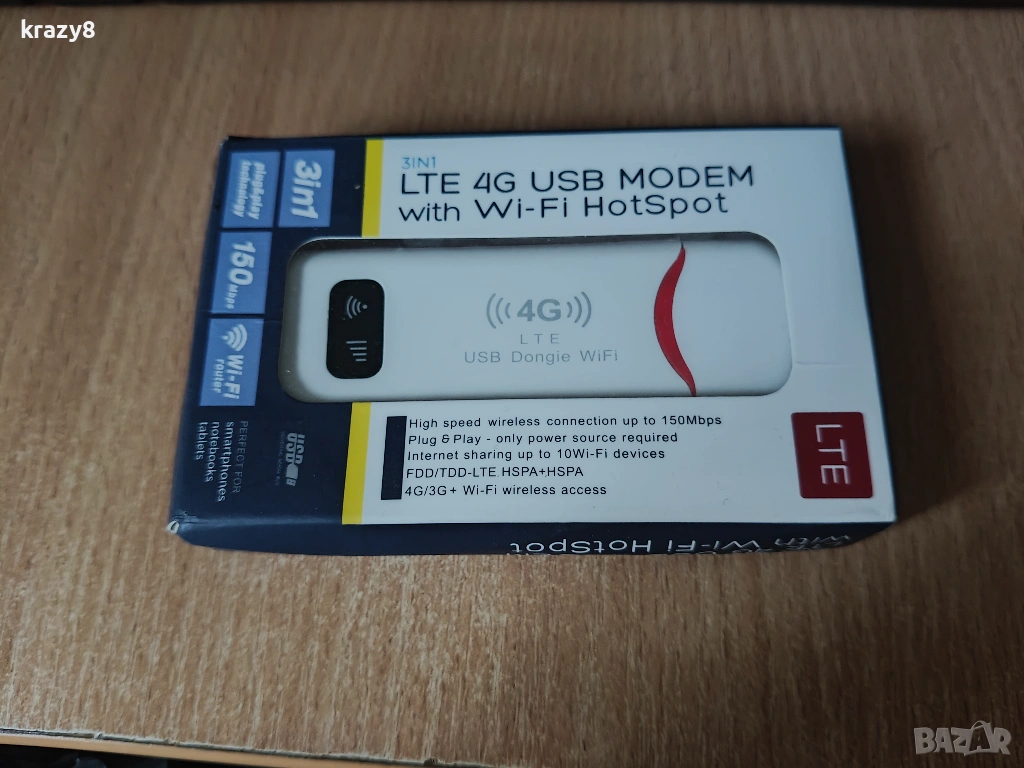 krazy8
3IN1
LTE 4G USB MODEM
with Wi-Fi HotSpot
3in1
plug&play
technology
150Mbps
Wi-Fi
router
PERFECT FOR
smartphones
notebooks
tablets
USB
4G
LTE
USB Dongie WiFi
High speed wireless connection up to 150Mbps
Plug & Play - only power source required
Internet sharing up to 10Wi-Fi devices
FDD/TDD-LTE HSPA+HSPA
4G/3G+ Wi-Fi wireless access
LTE
with Wi-Fi HotSpot
BAZAR